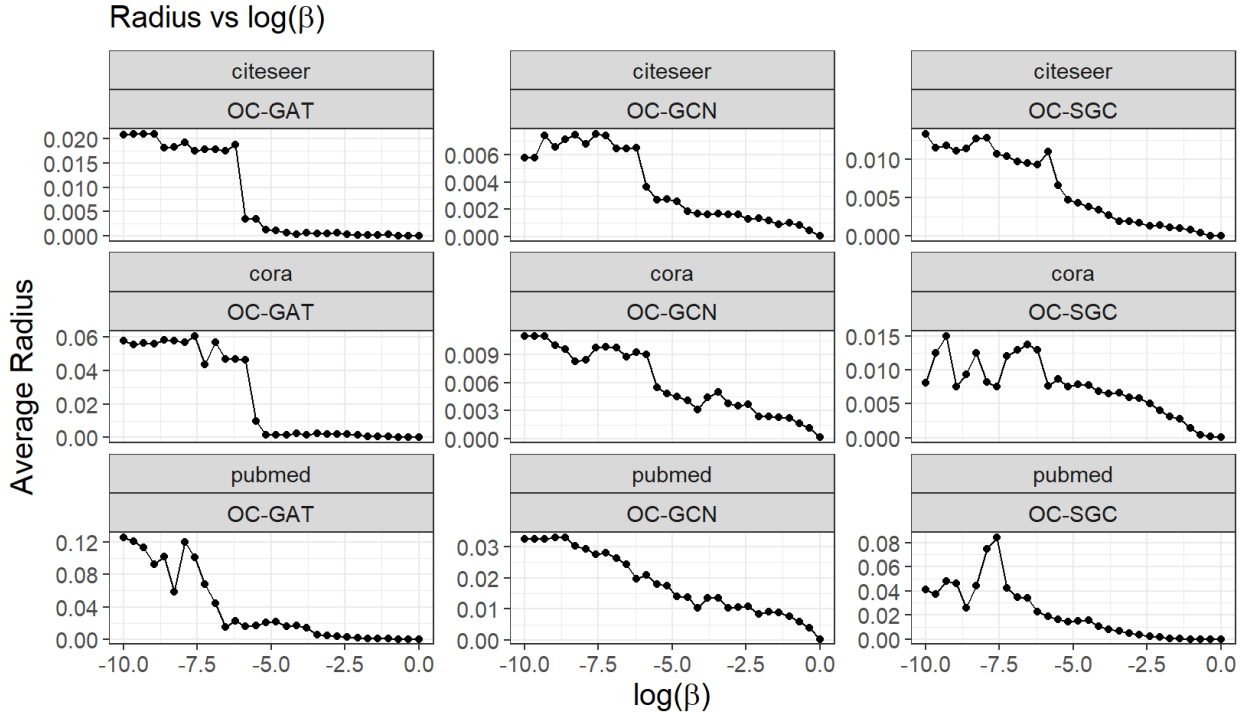 Radius vs log(β)
citeseer
OC-GAT
0.020
0.015
0.010
0.005
0.000
citeseer
OC-GCN
0.006
0.004
0.002
0.000
citeseer
OC-SGC
0.010
0.005
0.000
cora
OC-GAT
0.06
0.04
0.02
0.00
cora
OC-GCN
0.009
0.006
0.003
0.000
cora
OC-SGC
0.015
0.010
0.005
0.000
pubmed
OC-GAT
0.12
0.08
0.04
0.00
pubmed
OC-GCN
0.03
0.02
0.01
0.00
pubmed
OC-SGC
0.08
0.06
0.04
0.02
0.00
-10.0 -7.5 -5.0 -2.5 0.0
-10.0 -7.5 -5.0 -2.5 0.0
-10.0 -7.5 -5.0 -2.5 0.0
Average Radius
log(β)